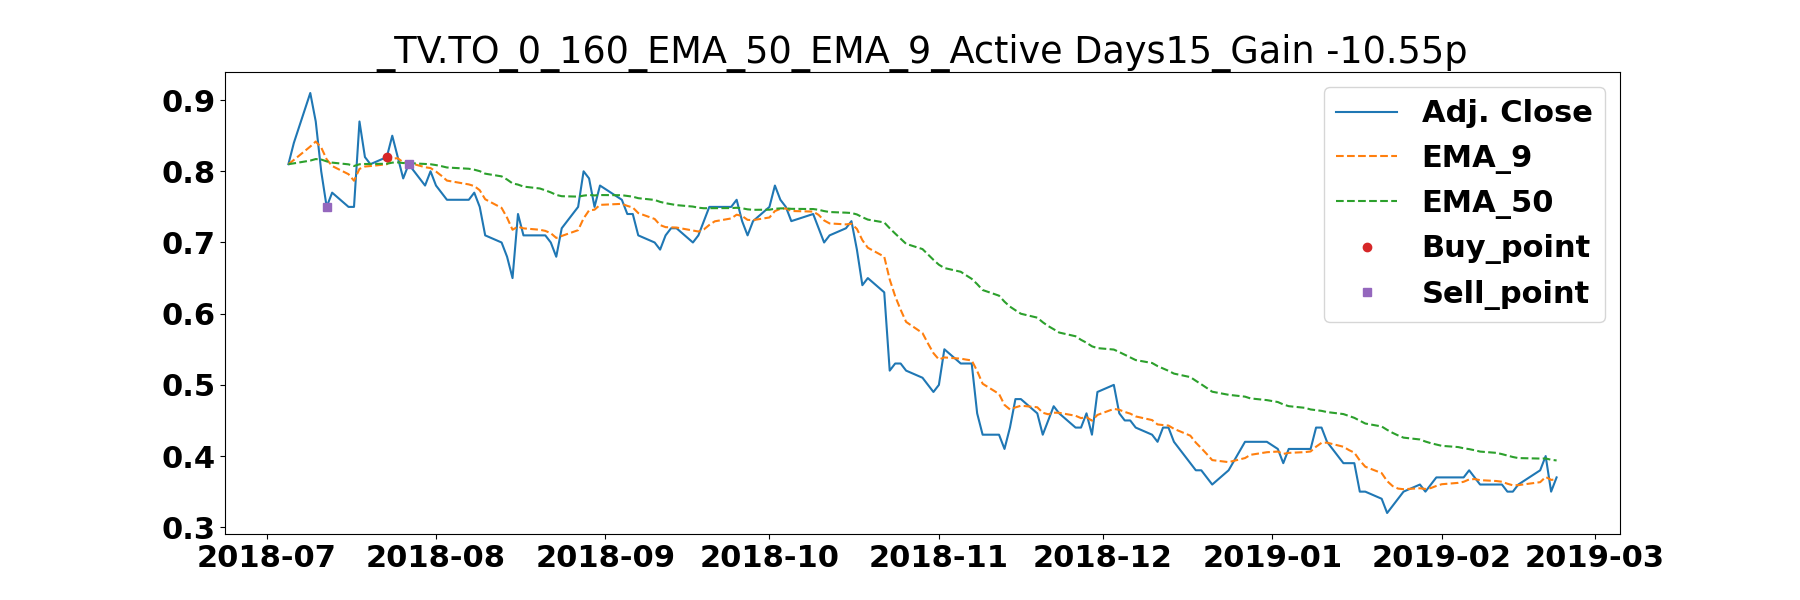 _TV.TO_0_160_EMA_50_EMA_9_Active Days15_Gain -10.55p
0.9
0.8
0.7
0.6
0.5
0.4
0.3
Adj. Close
EMA_9
EMA_50
Buy_point
Sell_point
2018-07 2018-08 2018-09 2018-10 2018-11 2018-12 2019-01 2019-02 2019-03